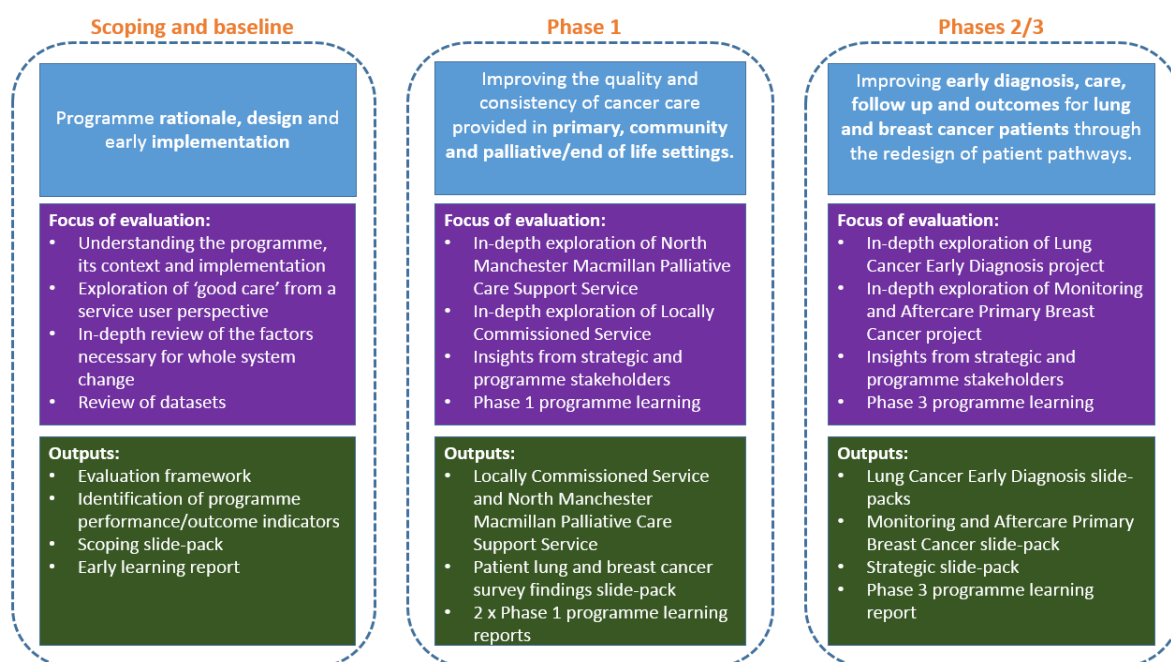 Scoping and baseline
Programme rationale, design and
early implementation
Focus of evaluation:
• Understanding the programme,
its context and implementation
• Exploration of ‘good care’ from a
service user perspective
• In-depth review of the factors
necessary for whole system
change
• Review of datasets
Outputs:
• Evaluation framework
• Identification of programme
performance/outcome indicators
• Scoping slide-pack
• Early learning report
Phase 1
Improving the quality and
consistency of cancer care
provided in primary, community
and palliative/end of life settings.
Focus of evaluation:
• In-depth exploration of North
Manchester Macmillan Palliative
Care Support Service
• In-depth exploration of Locally
Commissioned Service
• Insights from strategic and
programme stakeholders
• Phase 1 programme learning
Outputs:
• Locally Commissioned Service
and North Manchester
Macmillan Palliative Care
Support Service
• Patient lung and breast cancer
survey findings slide-pack
• 2 x Phase 1 programme learning
reports
Phases 2/3
Improving early diagnosis, care,
follow up and outcomes for lung
and breast cancer patients through
the redesign of patient pathways.
Focus of evaluation:
• In-depth exploration of Lung
Cancer Early Diagnosis project
• In-depth exploration of Monitoring
and Aftercare Primary Breast
Cancer project
• Insights from strategic and
programme stakeholders
• Phase 3 programme learning
Outputs:
• Lung Cancer Early Diagnosis slide-
packs
• Monitoring and Aftercare Primary
Breast Cancer slide-pack
• Strategic slide-pack
• Phase 3 programme learning
report